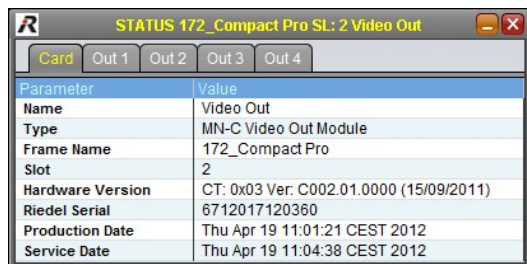 R STATUS 172_Compact Pro SL: 2 Video Out
Card Out 1 Out 2 Out 3 Out 4
Parameter Value
Name Video Out
Type MN-C Video Out Module
Frame Name 172_Compact Pro
Slot 2
Hardware Version CT: 0x03 Ver: C002.01.0000 (15/09/2011)
Riedel Serial 6712017120360
Production Date Thu Apr 19 11:01:21 CEST 2012
Service Date Thu Apr 19 11:04:38 CEST 2012